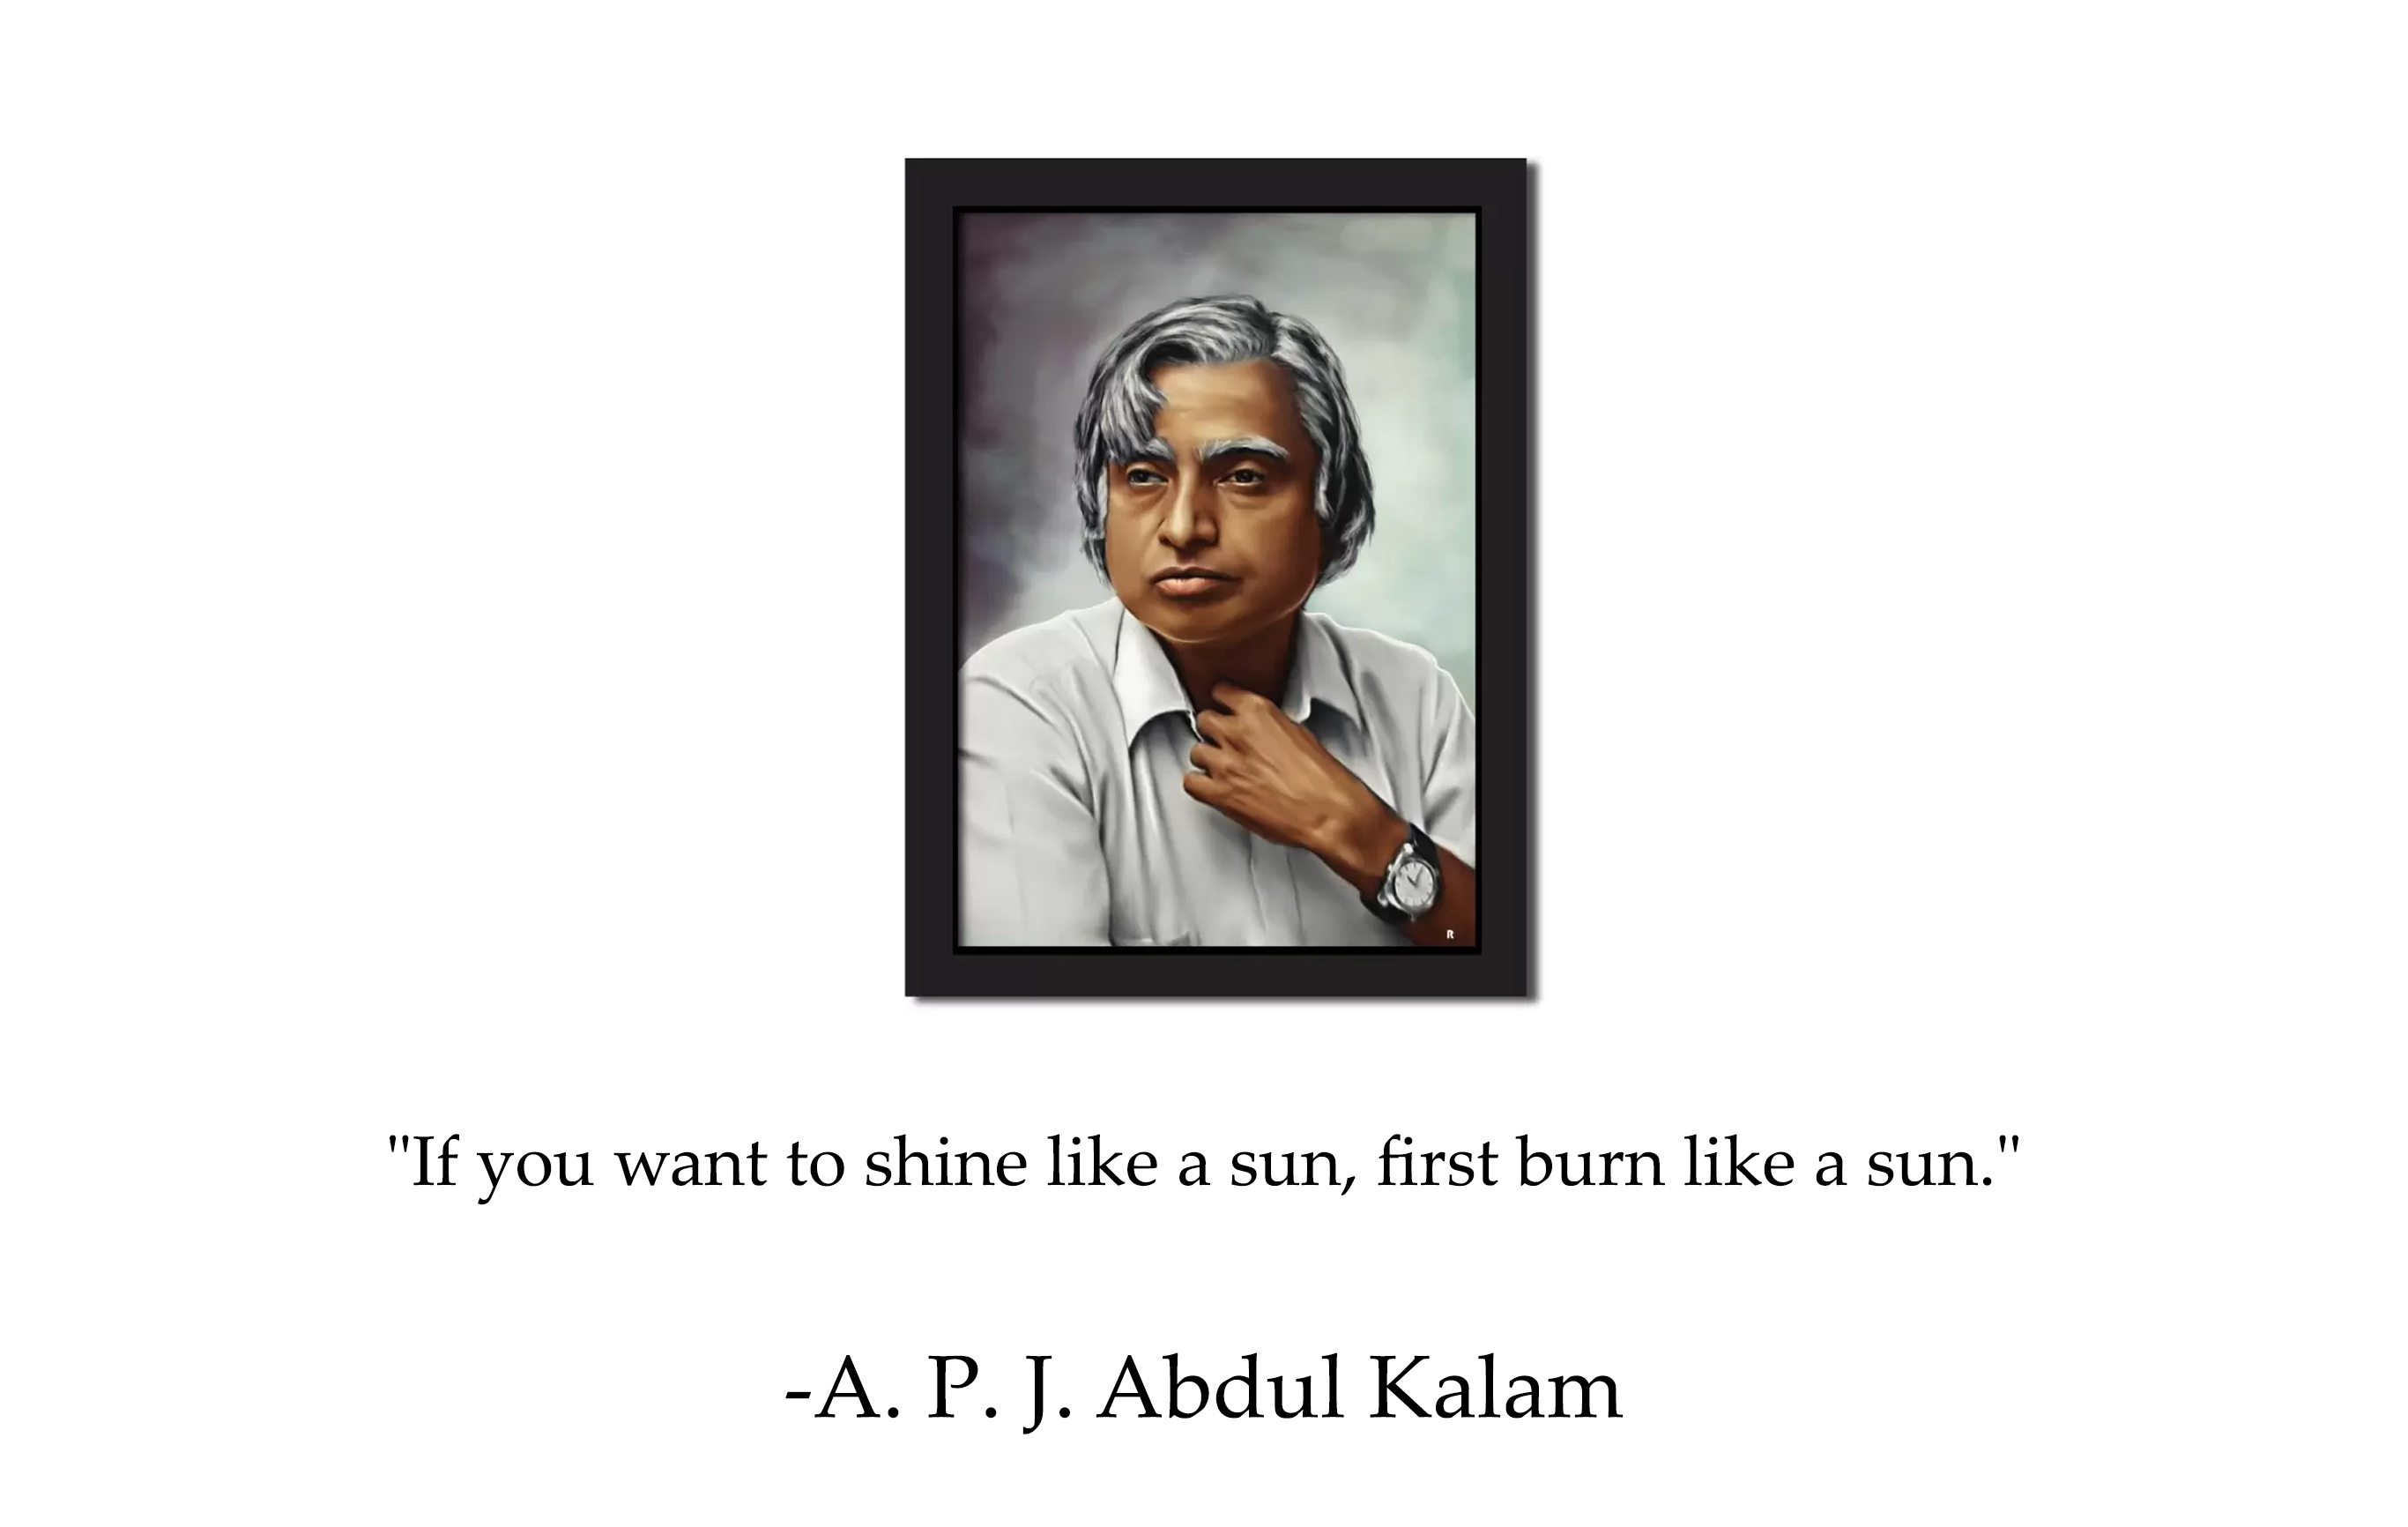 R
"If you want to shine like a sun, first burn like a sun."
-A. P. J. Abdul Kalam